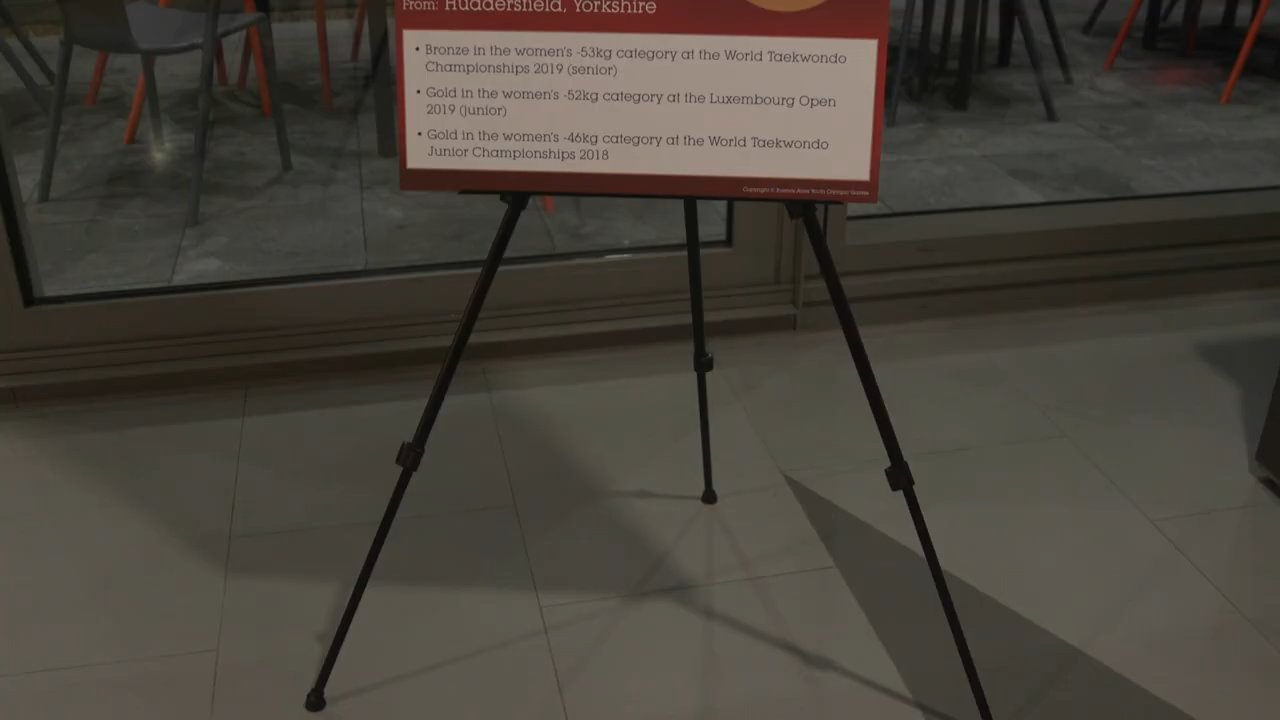 From: Huddersfield, Yorkshire
• Bronze in the women's -53kg category at the World Taekwondo
Championships 2019 (senior)
• Gold in the women's -52kg category at the Luxembourg Open
2019 (junior)
• Gold in the women's -46kg category at the World Taekwondo
Junior Championships 2018
Copyright